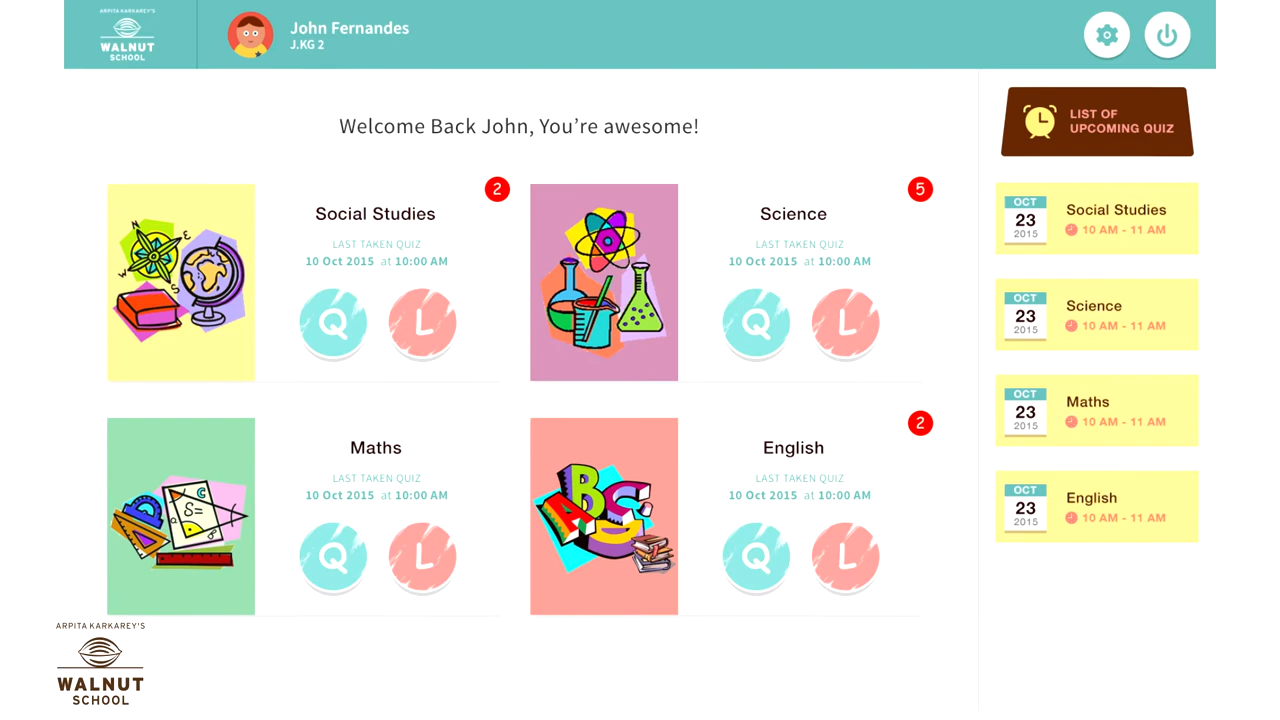 ARPITA KARKAREY'S
WALNUT
SCHOOL
John Fernandes
J.KG 2
Welcome Back John, You’re awesome!
2
Social Studies
LAST TAKEN QUIZ
10 Oct 2015 at 10:00 AM
Q L
N
E
W
S
5
Science
LAST TAKEN QUIZ
10 Oct 2015 at 10:00 AM
Q L
Maths
LAST TAKEN QUIZ
10 Oct 2015 at 10:00 AM
Q L
S=
2
English
LAST TAKEN QUIZ
10 Oct 2015 at 10:00 AM
Q L
A B C
LIST OF
UPCOMING QUIZ
OCT
23
2015
Social Studies
10 AM - 11 AM
OCT
23
2015
Science
10 AM - 11 AM
OCT
23
2015
Maths
10 AM - 11 AM
OCT
23
2015
English
10 AM - 11 AM
ARPITA KARKAREY'S
WALNUT
SCHOOL